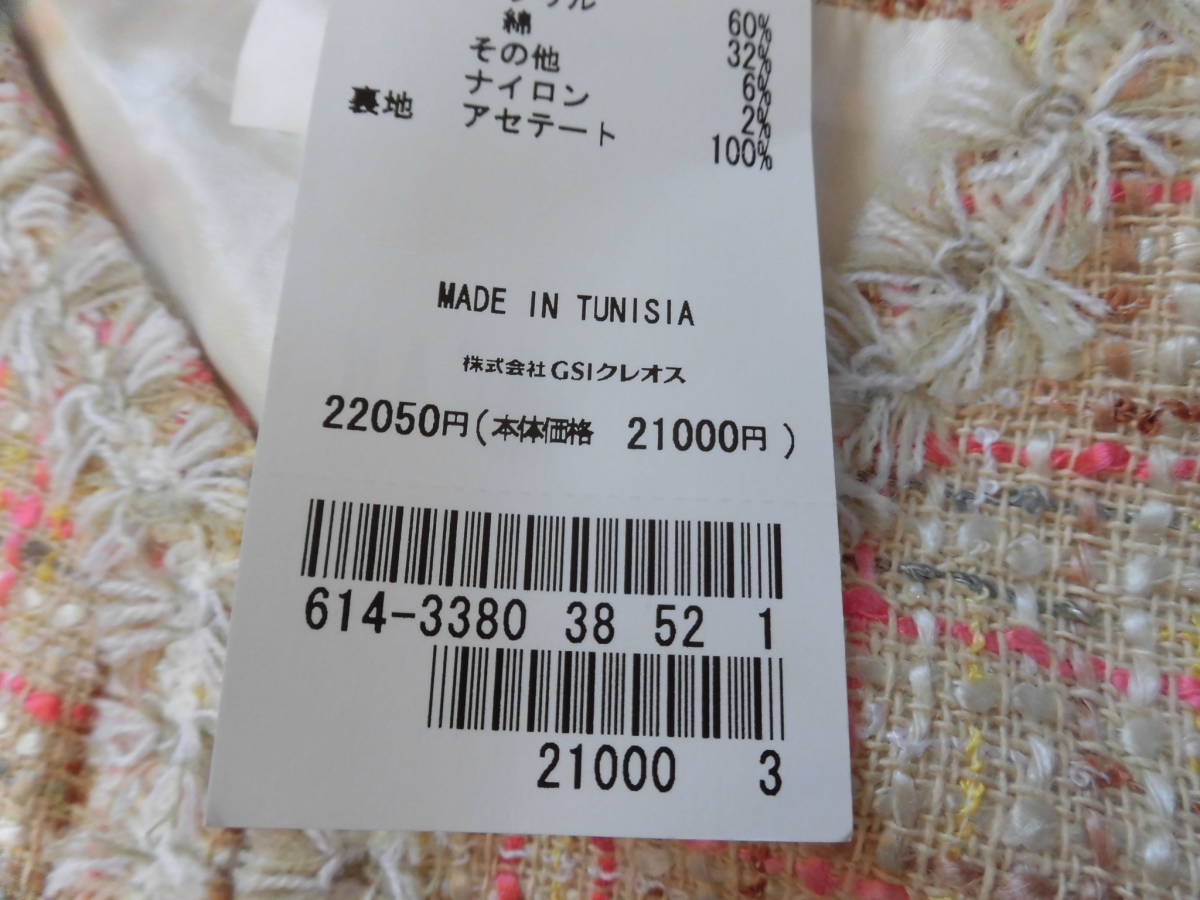 リル 60%
綿 32%
その他 6%
ナイロン 2%
裏地 アセテート 100%
MADE IN TUNISIA
株式会社GSIクレオス
22050円(本体価格 21000円)
614-3380 38 52 1
21000 3